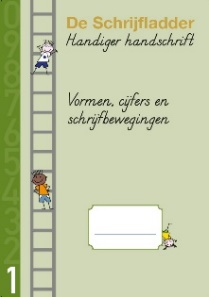 De Schrijfladder
Handiger handschrift
Vormen, cijfers en
schrijfbewegingen
1